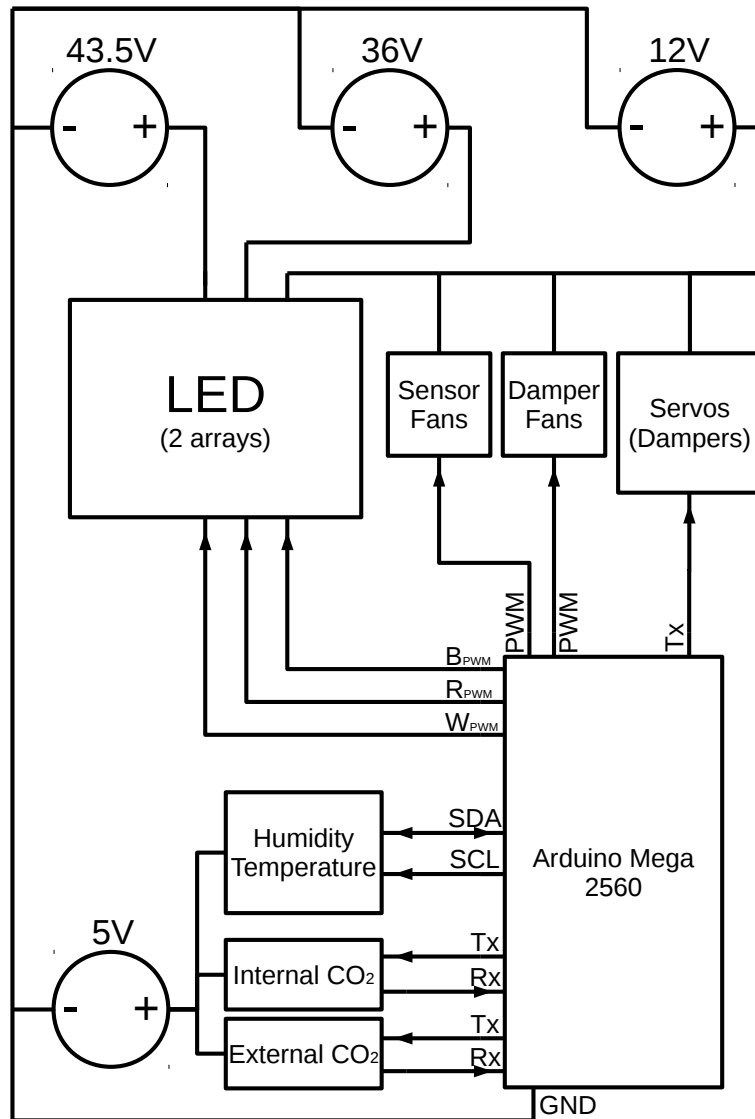 43.5V
36V
12V
- +
- +
- +
LED
(2 arrays)
Sensor
Fans
Damper
Fans
Servos
(Dampers)
PWM
PWM
Tx
BPWM
RPWM
WPWM
Humidity
Temperature
SDA
SCL
Arduino Mega
2560
5V
- +
Internal CO2
Tx
Rx
External CO2
Tx
Rx
GND